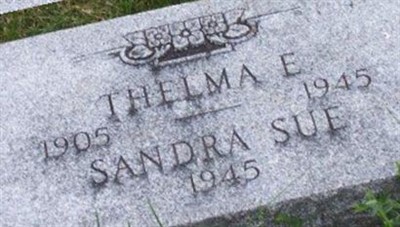 THELMA E.
1905 1945
SANDRA SUE
1945